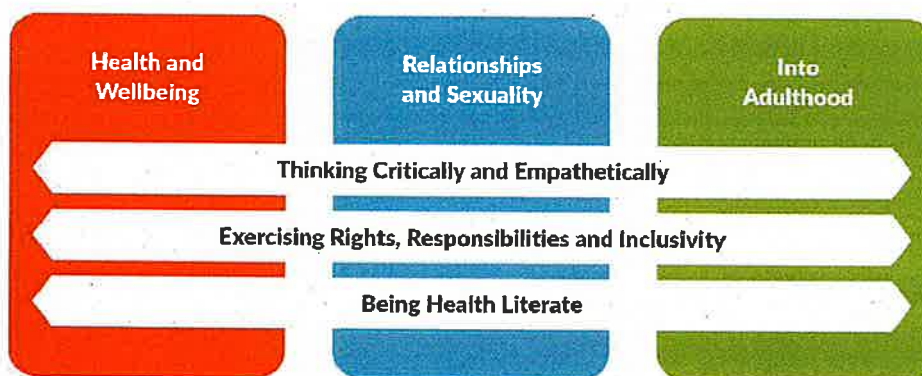 Health and
Wellbeing
Relationships
and Sexuality
Into
Adulthood
Thinking Critically and Empathetically
Exercising Rights, Responsibilities and Inclusivity
Being Health Literate